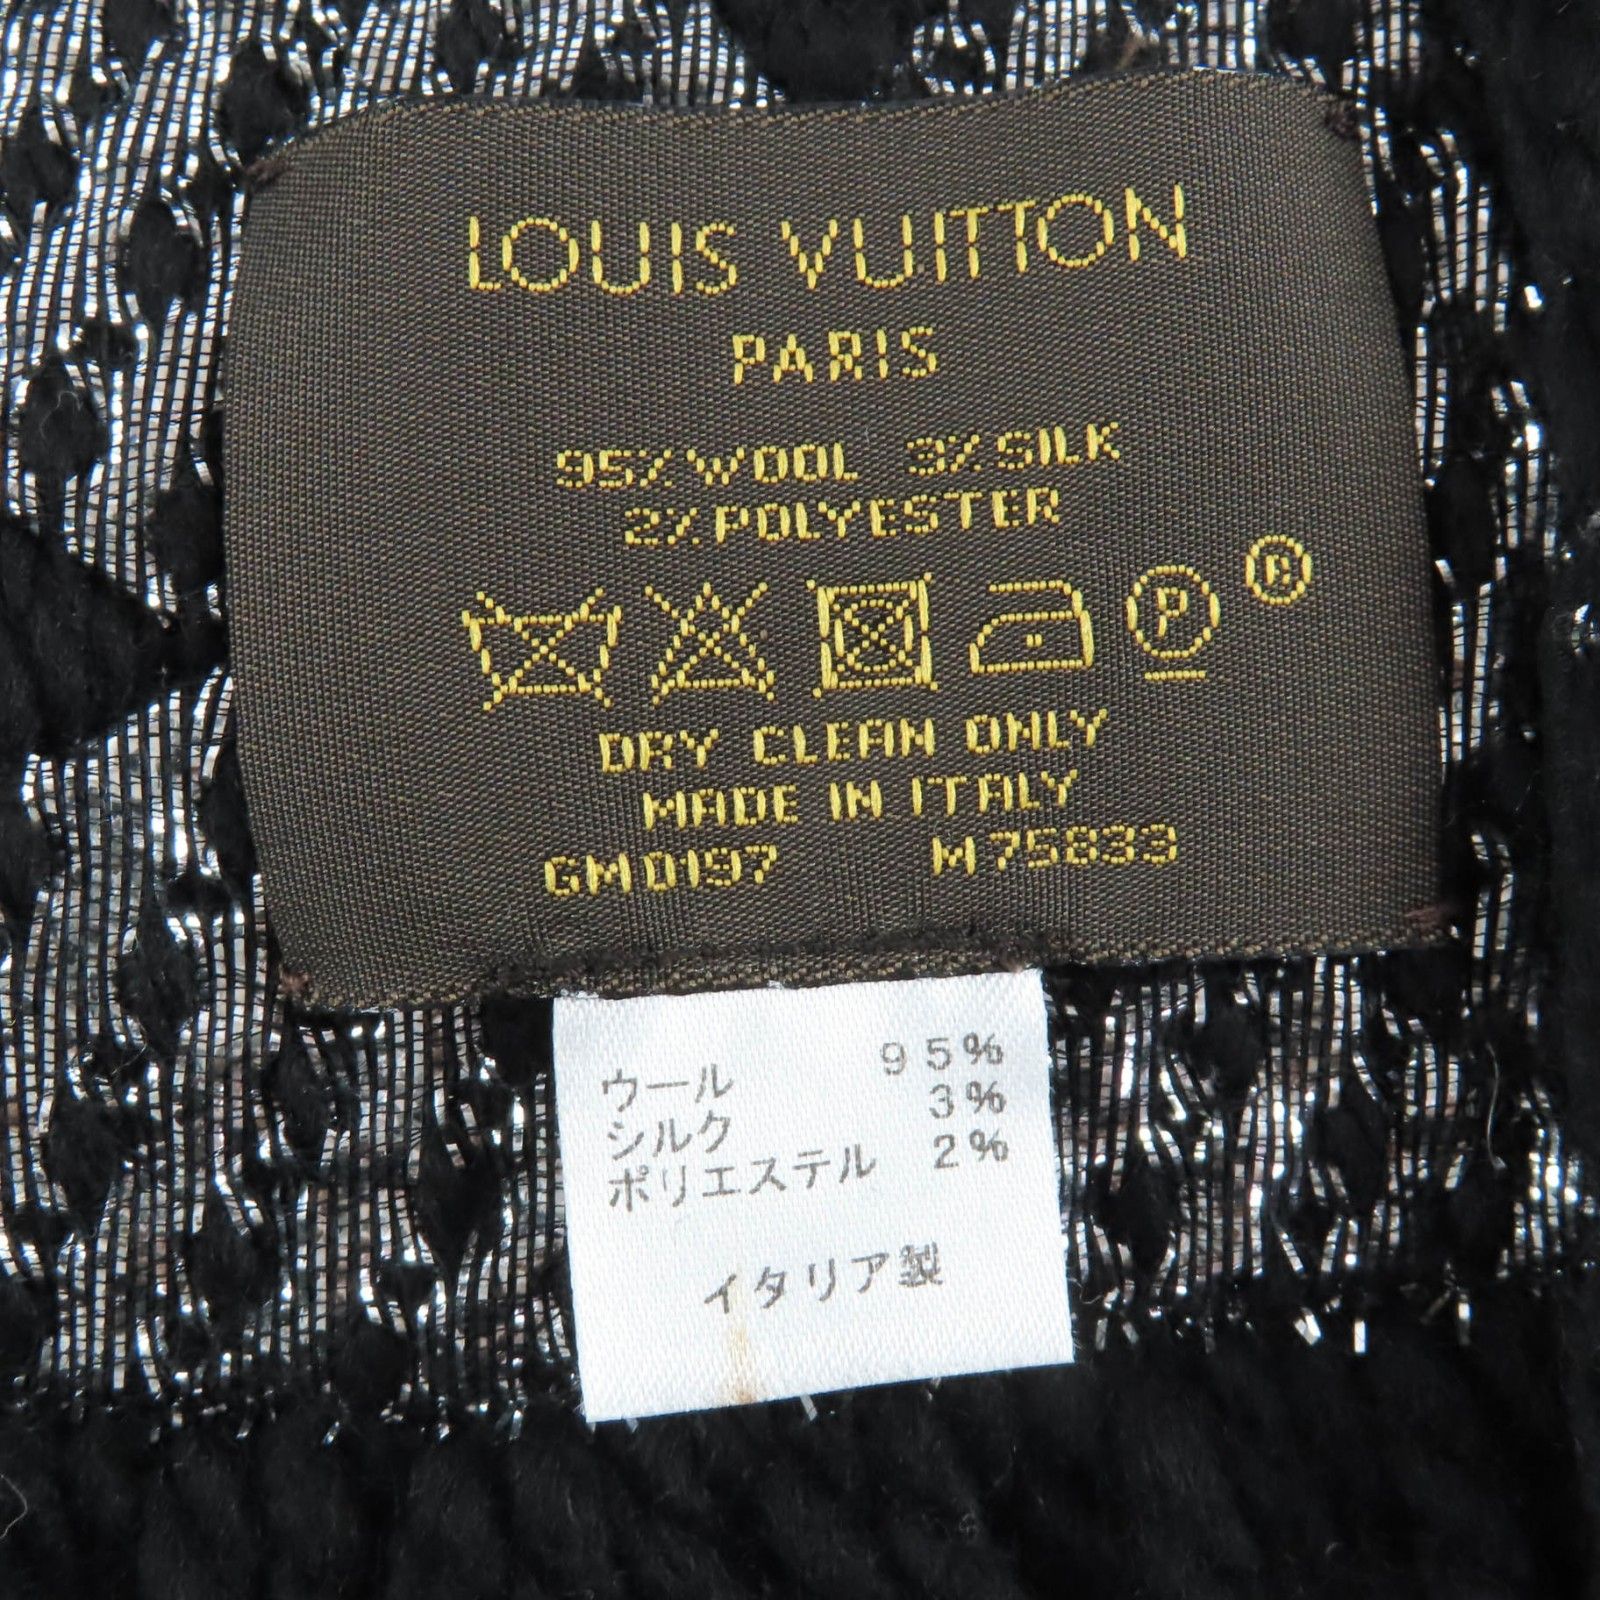 LOUIS VUITTON
PARIS
95% WOOL 3% SILK
2% POLYESTER
P ®
DRY CLEAN ONLY
MADE IN ITALY
GM0197 M75833
ウール 95%
シルク 3%
ポリエステル 2%
イタリア製